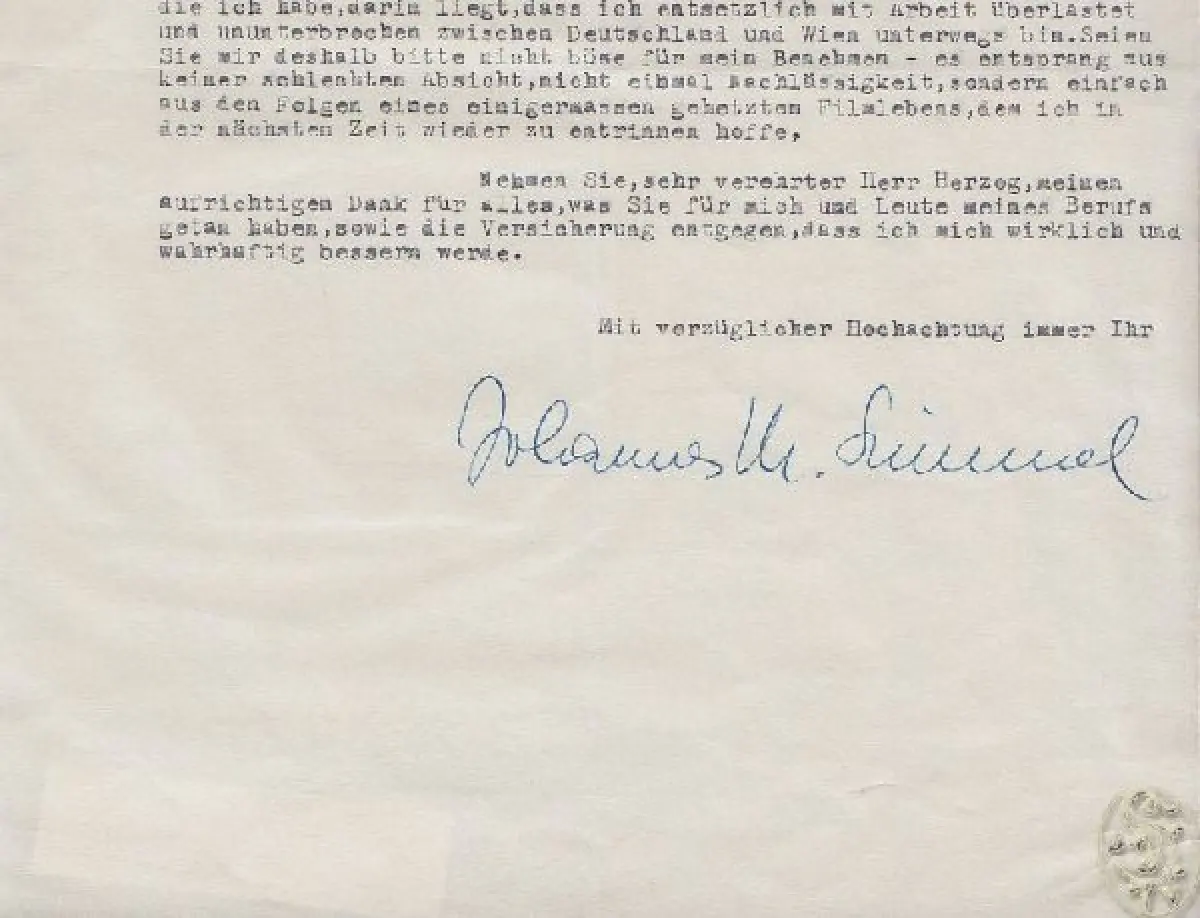 die ich habe,darin liegt,dass ich entsetzlich mit Arbeit überlastet
und ununterbrochen zwischen Deutschland und Wien unterwegs bin.Seien
Sie mir deshalb bitte nicht böse für mein Benehmen - es entsprang aus
keiner schlechten Absicht,nicht einmal Nachlässigkeit,sondern einfach
aus den Folgen eines einigermassen gehetzten Filmlebens,dem ich in
der nächsten Zeit wieder zu entrinnen hoffe,
Nehmen Sie,sehr verehrter Herr Herzog,meinen
aufrichtigen Dank für alles,was Sie für mich und Leute meines Berufs
getan haben,sowie die Versicherung entgegen,dass ich mich wirklich und
wahrhaftig bessern werde.
Mit vorzüglicher Hochachtung immer Ihr
Johannes M. Simmel